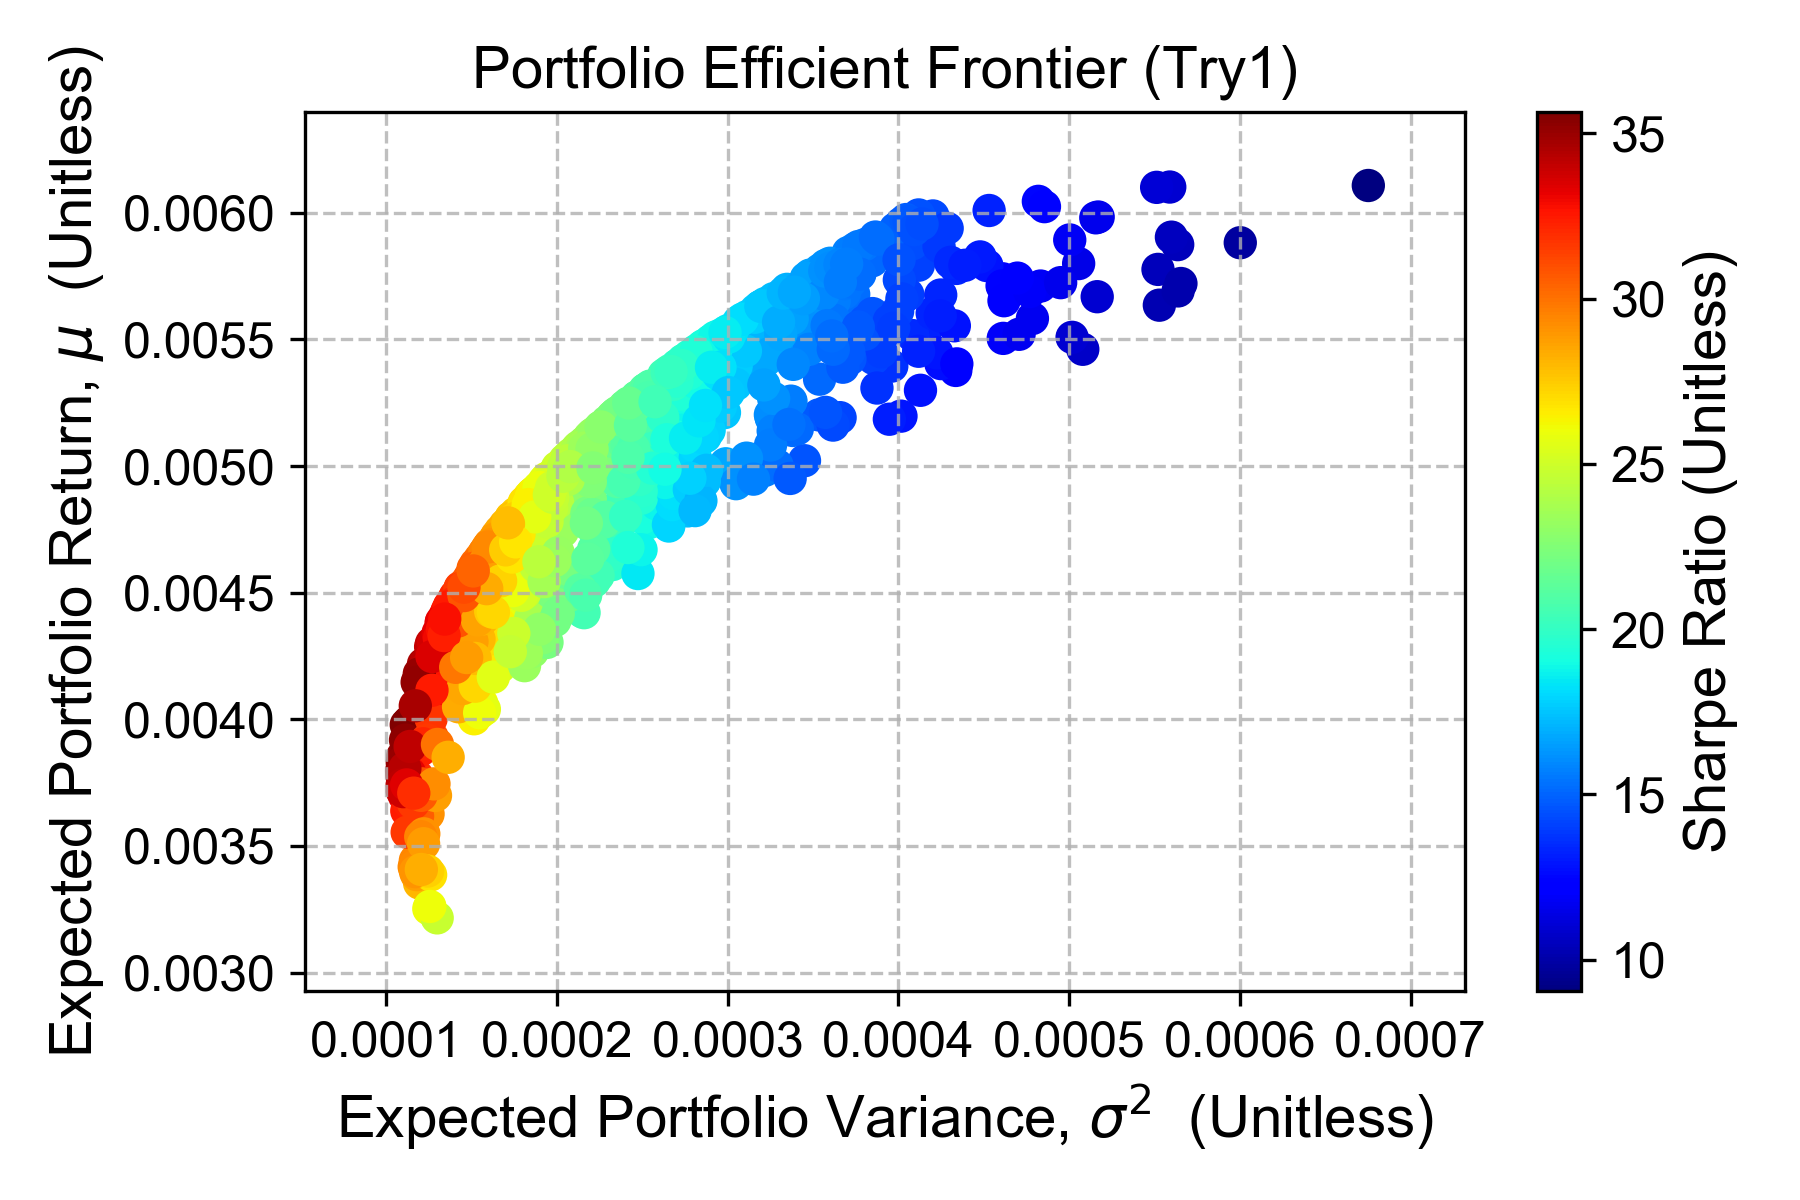 Portfolio Efficient Frontier (Try1)
Expected Portfolio Return, μ (Unitless)
0.0060
0.0055
0.0050
0.0045
0.0040
0.0035
0.0030
0.0001 0.0002 0.0003 0.0004 0.0005 0.0006 0.0007
Expected Portfolio Variance, σ² (Unitless)
35
30
25
20
15
10
Sharpe Ratio (Unitless)